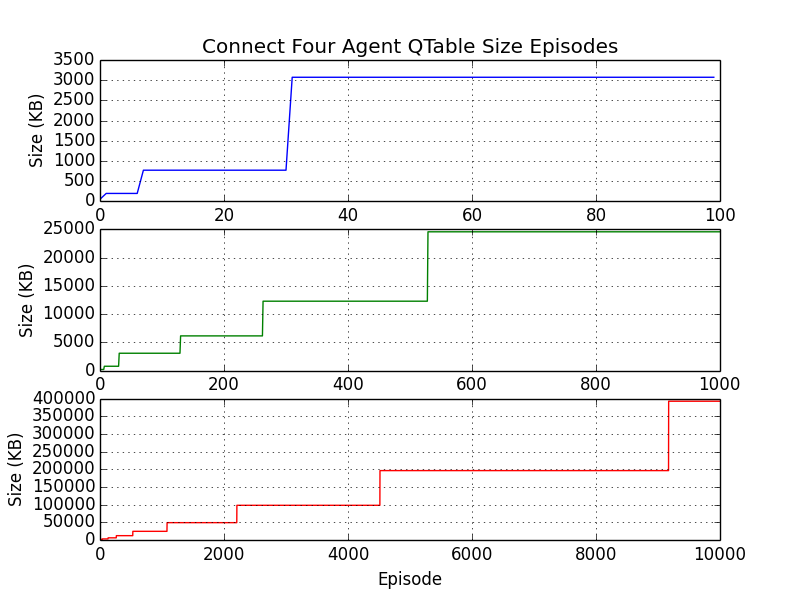 Connect Four Agent QTable Size Episodes
3500
3000
2500
2000
1500
1000
500
0
Size (KB)
0 20 40 60 80 100
25000
20000
15000
10000
5000
0
Size (KB)
0 200 400 600 800 1000
400000
350000
300000
250000
200000
150000
100000
50000
0
Size (KB)
0 2000 4000 6000 8000 10000
Episode